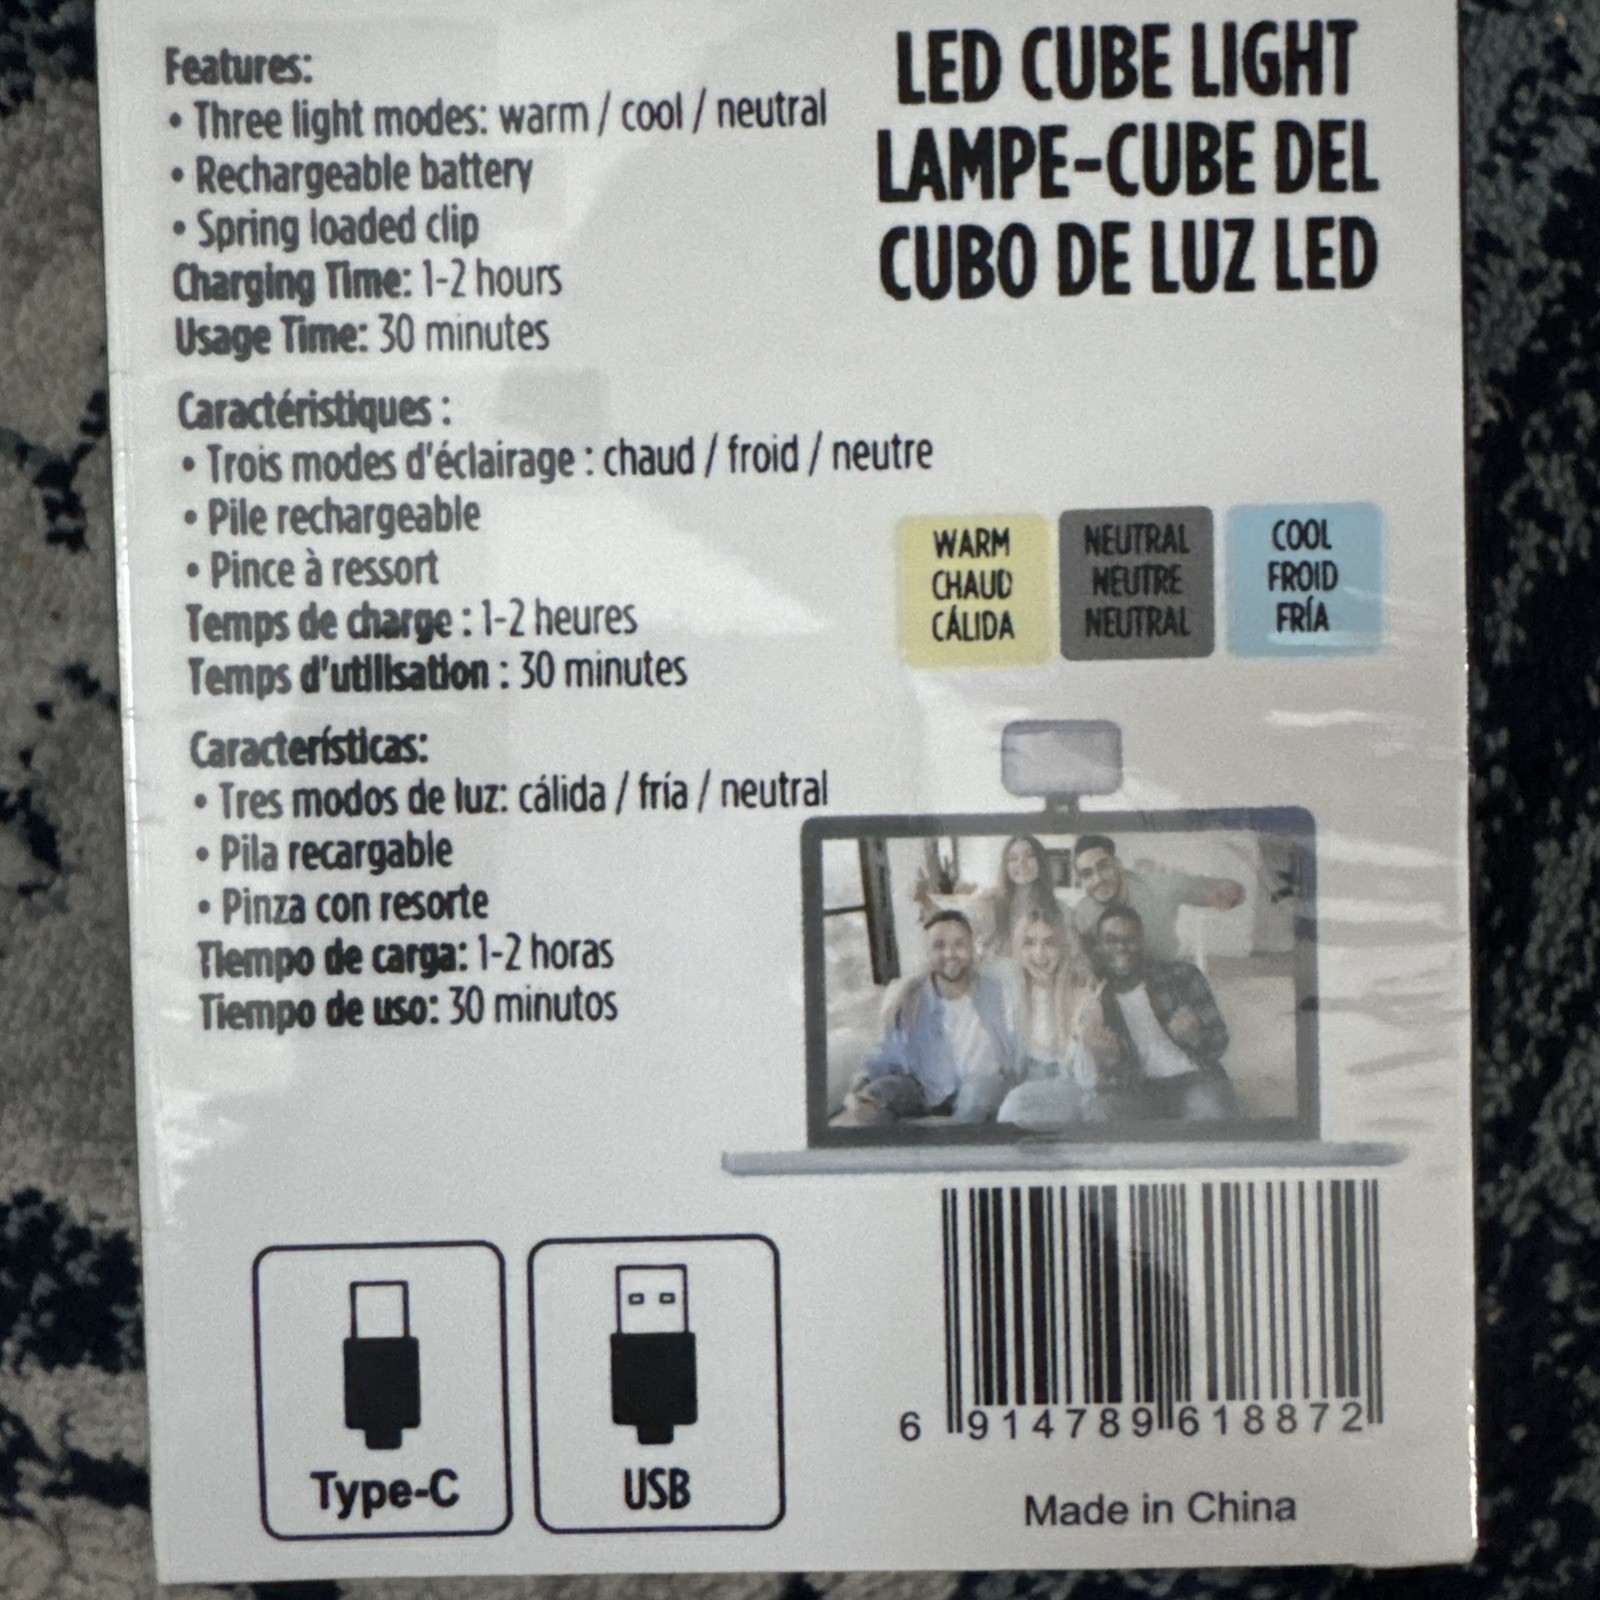 Features:
• Three light modes: warm / cool / neutral
• Rechargeable battery
• Spring loaded clip
Charging Time: 1-2 hours
Usage Time: 30 minutes
Caractéristiques :
• Trois modes d'éclairage : chaud / froid / neutre
• Pile rechargeable
• Pince à ressort
Temps de charge : 1-2 heures
Temps d'utilisation : 30 minutes
Características:
• Tres modos de luz: cálida / fría / neutral
• Pila recargable
• Pinza con resorte
Tiempo de carga: 1-2 horas
Tiempo de uso: 30 minutos
LED CUBE LIGHT
LAMPE-CUBE DEL
CUBO DE LUZ LED
WARM
CHAUD
CÁLIDA
NEUTRAL
NEUTRE
NEUTRAL
COOL
FROID
FRÍA
Type-C
USB
6 914789 618872
Made in China